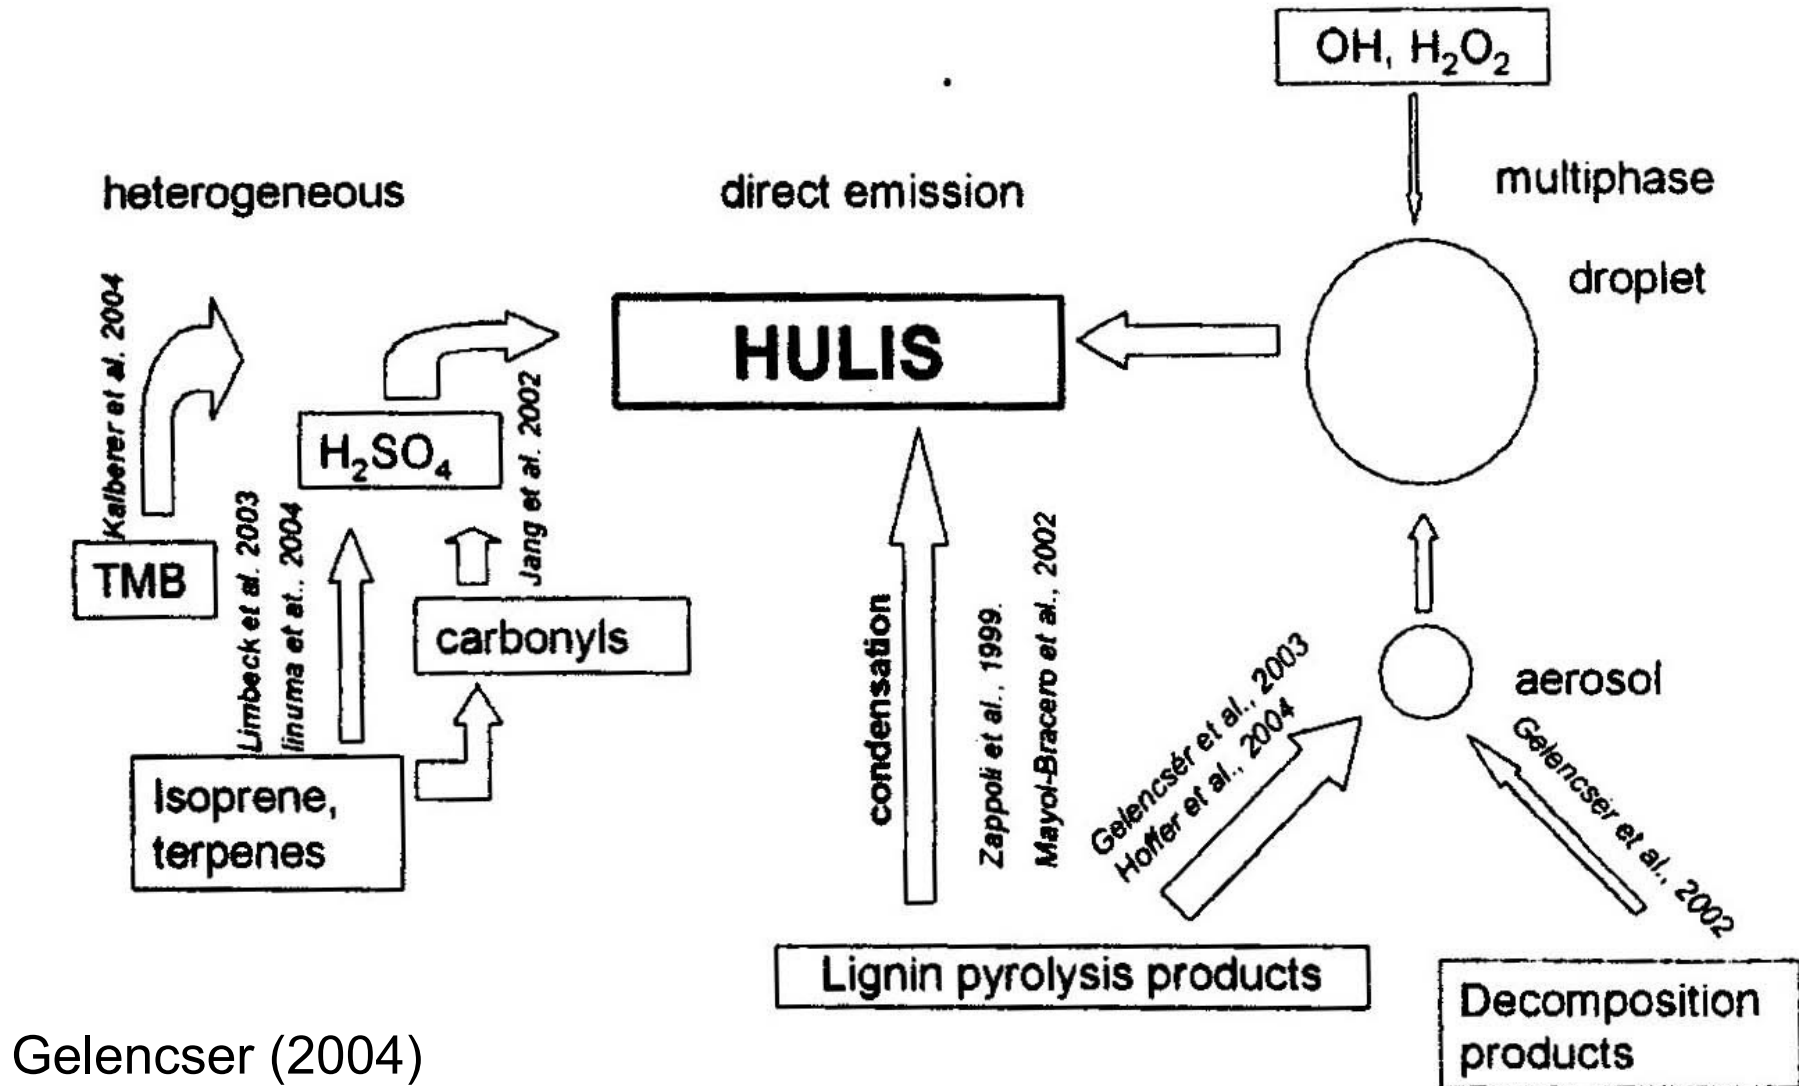 OH, H₂O₂
heterogeneous
direct emission
multiphase
droplet
Kalberer et al. 2004
HULIS
H₂SO₄
Jang et al. 2002
TMB
Limbeck et al. 2003
Iinuma et at.. 2004
carbonyls
condensation
Zappoli et al., 1999.
Mayol-Bracero et al., 2002
Gelencsér et al., 2003
Hoffer et al., 2004
aerosol
Gelencsér et al., 2002
Isoprene,
terpenes
Lignin pyrolysis products
Decomposition
products
Gelencser (2004)